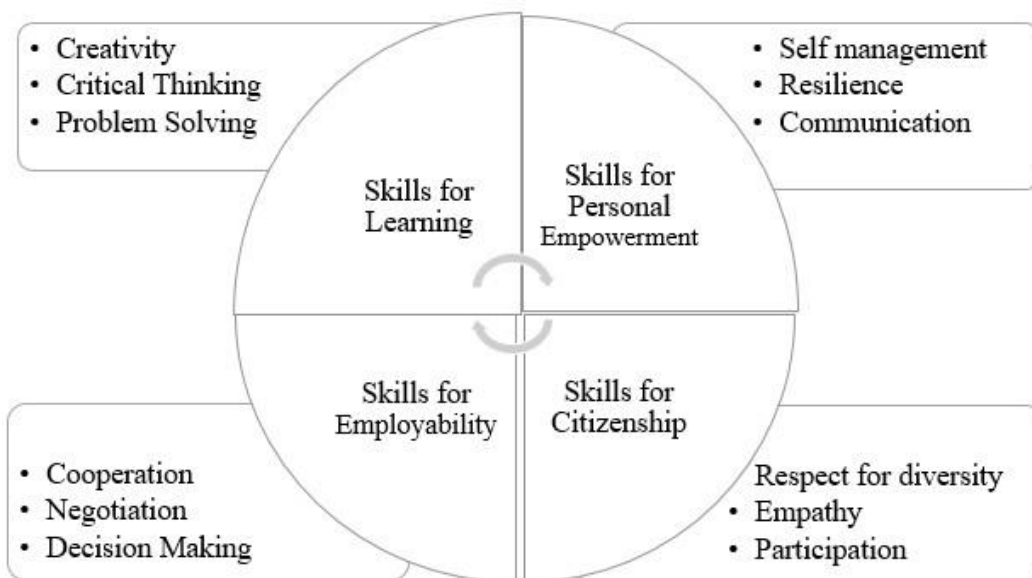 • Creativity
• Critical Thinking
• Problem Solving
• Self management
• Resilience
• Communication
Skills for
Learning
Skills for
Personal
Empowerment
Skills for
Employability
Skills for
Citizenship
• Cooperation
• Negotiation
• Decision Making
Respect for diversity
• Empathy
• Participation